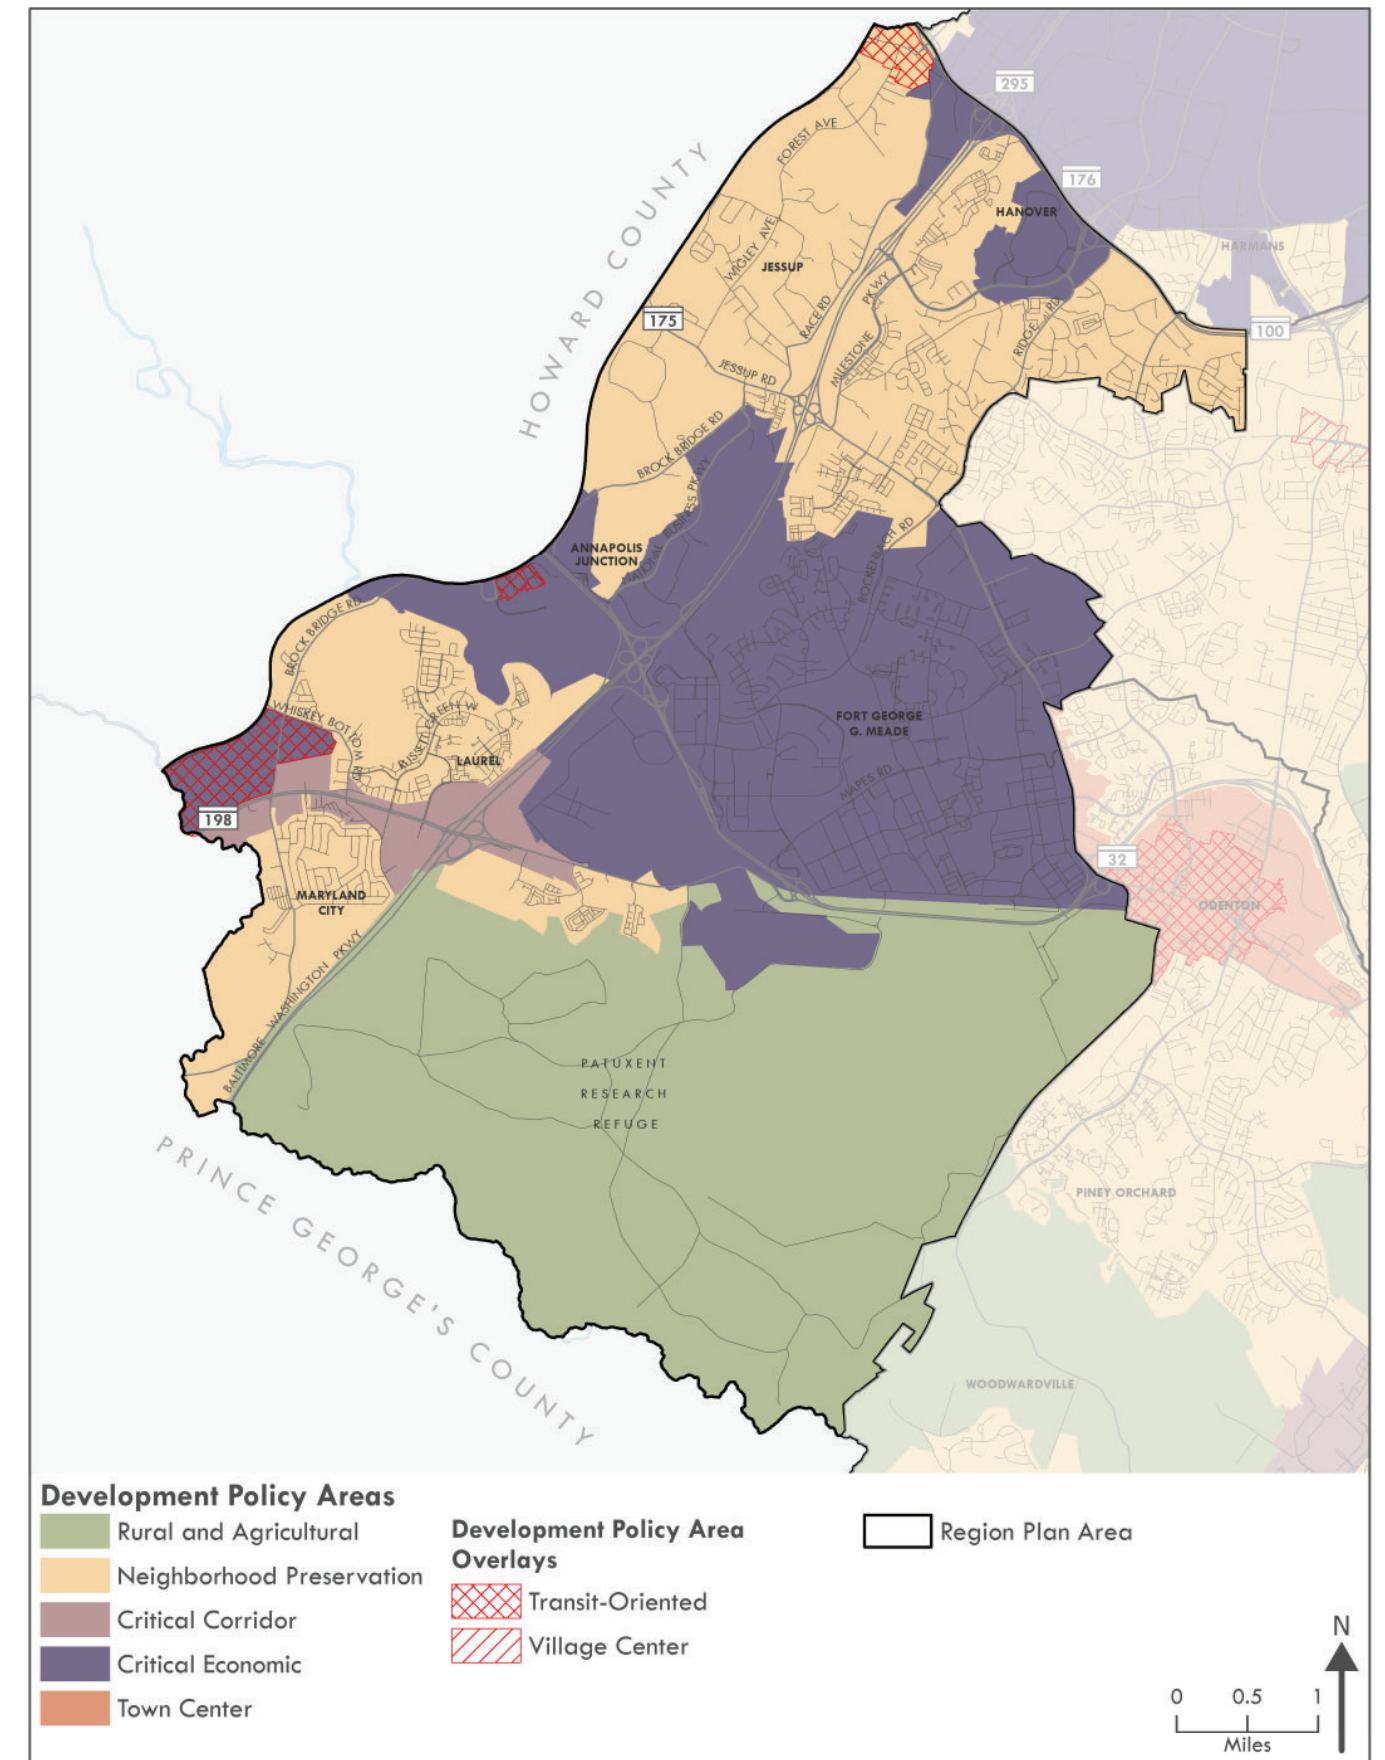 295
FOREST AVE
176
HANOVER
HOWARD COUNTY
WIGLEY AVE
HARMANS
JESSUP
PKWY
175
RACE RD
100
RIDGE RD
MILESTONE
JESSUP RD
BROCK BRIDGE RD
NATIONAL BUSINESS PKWY
ROCKENBACH RD
ANNAPOLIS
JUNCTION
BROCK BRIDGE RD
WHISKEY BOTTOM RD
RUSSETT GREEN W
FORT GEORGE
G. MEADE
LAUREL
MAPES RD
198
32
MARYLAND
CITY
ODENTON
BALTIMORE WASHINGTON PKWY
PATUXENT
RESEARCH
REFUGE
PRINCE GEORGE'S COUNTY
PINEY ORCHARD
WOODWARDVILLE
Development Policy Areas
Rural and Agricultural
Neighborhood Preservation
Critical Corridor
Critical Economic
Town Center
Development Policy Area
Overlays
Transit-Oriented
Village Center
Region Plan Area
N
0 0.5 1
Miles